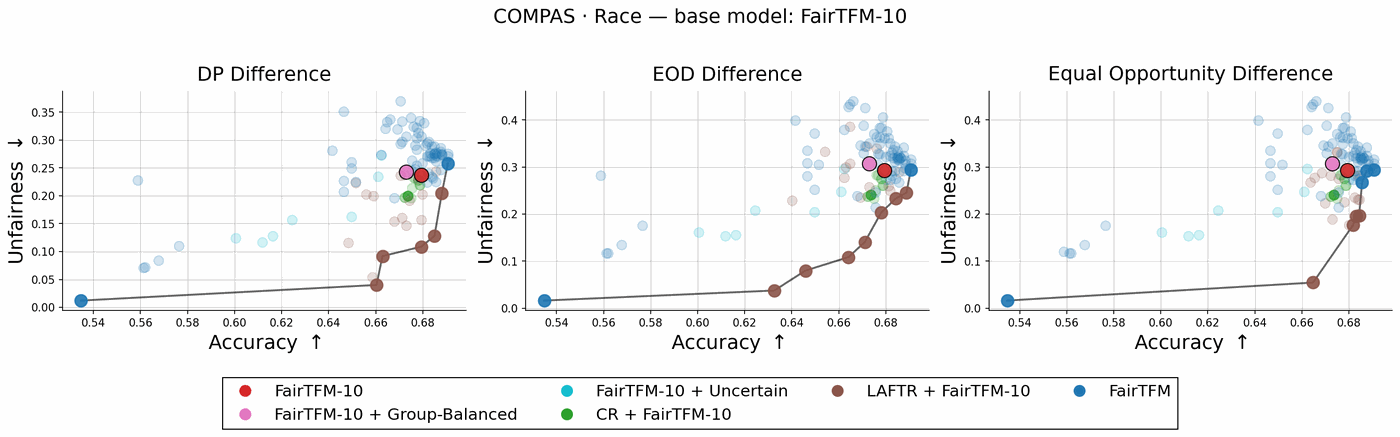 COMPAS · Race — base model: FairTFM-10
DP Difference
EOD Difference
Equal Opportunity Difference
Unfairness ↓
0.35
0.30
0.25
0.20
0.15
0.10
0.05
0.00
0.54 0.56 0.58 0.60 0.62 0.64 0.66 0.68
Accuracy ↑
Unfairness ↓
0.4
0.3
0.2
0.1
0.0
0.54 0.56 0.58 0.60 0.62 0.64 0.66 0.68
Accuracy ↑
Unfairness ↓
0.4
0.3
0.2
0.1
0.0
0.54 0.56 0.58 0.60 0.62 0.64 0.66 0.68
Accuracy ↑
FairTFM-10
FairTFM-10 + Group-Balanced
FairTFM-10 + Uncertain
CR + FairTFM-10
LAFTR + FairTFM-10
FairTFM